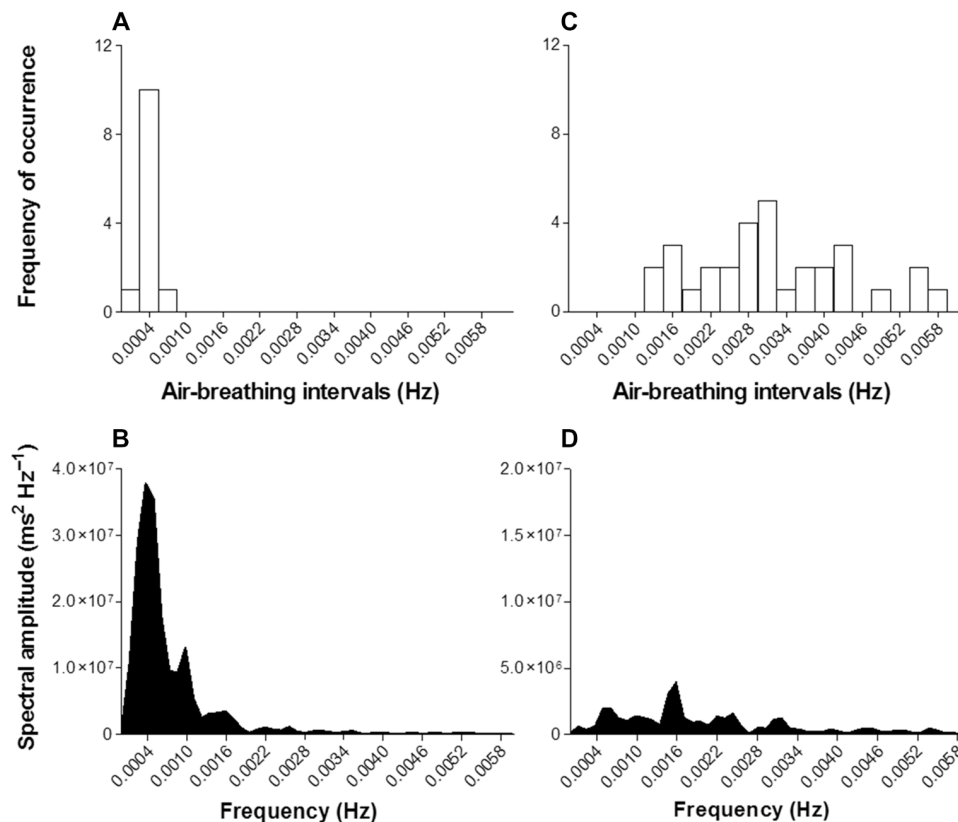 A
Frequency of occurrence
12
8
4
0
0.0004 0.0010 0.0016 0.0022 0.0028 0.0034 0.0040 0.0046 0.0052 0.0058
Air-breathing intervals (Hz)
C
12
8
4
0
0.0004 0.0010 0.0016 0.0022 0.0028 0.0034 0.0040 0.0046 0.0052 0.0058
Air-breathing intervals (Hz)
B
Spectral amplitude (ms² Hz⁻¹)
4.0×10⁷
3.0×10⁷
2.0×10⁷
1.0×10⁷
0
0.0004 0.0010 0.0016 0.0022 0.0028 0.0034 0.0040 0.0046 0.0052 0.0058
Frequency (Hz)
D
2.0×10⁷
1.5×10⁷
1.0×10⁷
5.0×10⁶
0
0.0004 0.0010 0.0016 0.0022 0.0028 0.0034 0.0040 0.0046 0.0052 0.0058
Frequency (Hz)